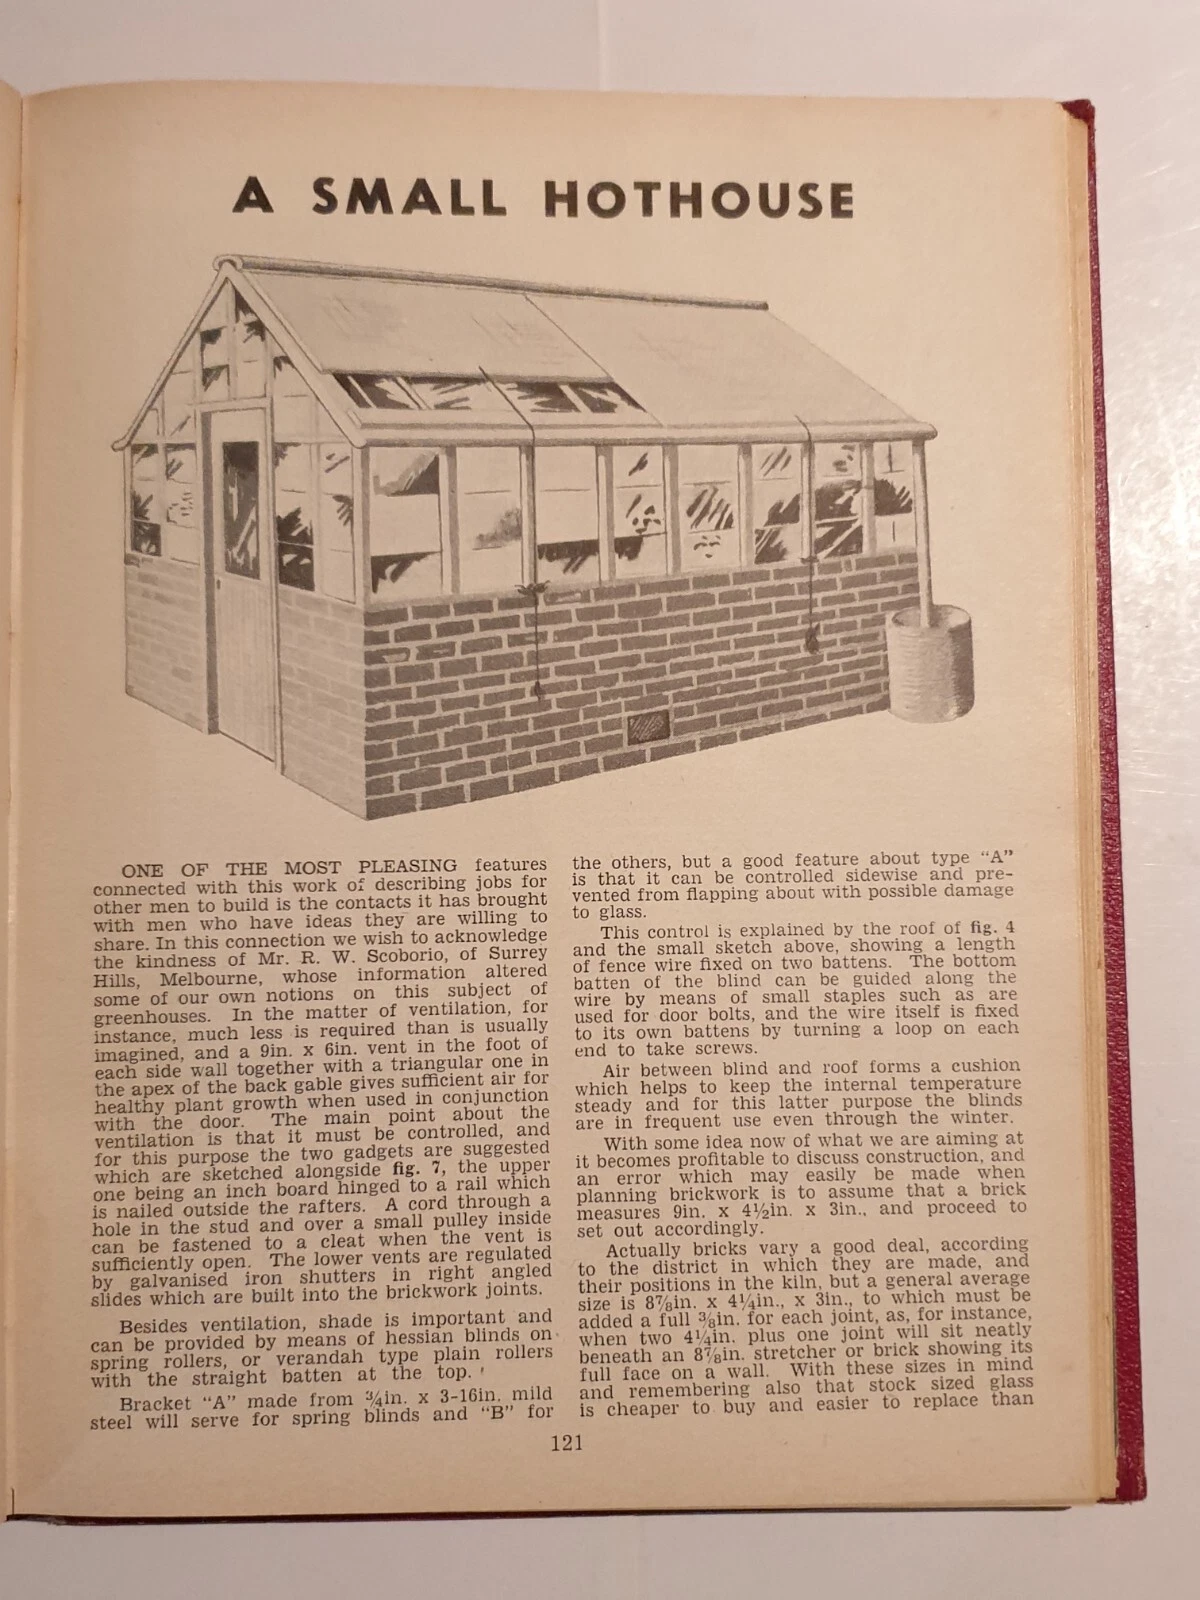 A SMALL HOTHOUSE
ONE OF THE MOST PLEASING features
connected with this work of describing jobs for
other men to build is the contacts it has brought
with men who have ideas they are willing to
share. In this connection we wish to acknowledge
the kindness of Mr. R. W. Scoborio, of Surrey
Hills, Melbourne, whose information altered
some of our own notions on this subject of
greenhouses. In the matter of ventilation, for
instance, much less is required than is usually
imagined, and a 9in. x 6in. vent in the foot of
each side wall together with a triangular one in
the apex of the back gable gives sufficient air for
healthy plant growth when used in conjunction
with the door. The main point about the
ventilation is that it must be controlled, and
for this purpose the two gadgets are suggested
which are sketched alongside fig. 7, the upper
one being an inch board hinged to a rail which
is nailed outside the rafters. A cord through a
hole in the stud and over a small pulley inside
can be fastened to a cleat when the vent is
sufficiently open. The lower vents are regulated
by galvanised iron shutters in right angled
slides which are built into the brickwork joints.
Besides ventilation, shade is important and
can be provided by means of hessian blinds on
spring rollers, or verandah type plain rollers
with the straight batten at the top.
Bracket "A" made from ¾in. x 3-16in. mild
steel will serve for spring blinds and "B" for
the others, but a good feature about type "A"
is that it can be controlled sidewise and pre-
vented from flapping about with possible damage
to glass.
This control is explained by the roof of fig. 4
and the small sketch above, showing a length
of fence wire fixed on two battens. The bottom
batten of the blind can be guided along the
wire by means of small staples such as are
used for door bolts, and the wire itself is fixed
to its own battens by turning a loop on each
end to take screws.
Air between blind and roof forms a cushion
which helps to keep the internal temperature
steady and for this latter purpose the blinds
are in frequent use even through the winter.
With some idea now of what we are aiming at
it becomes profitable to discuss construction, and
an error which may easily be made when
planning brickwork is to assume that a brick
measures 9in. x 4½in. x 3in., and proceed to
set out accordingly.
Actually bricks vary a good deal, according
to the district in which they are made, and
their positions in the kiln, but a general average
size is 8⅞in. x 4¼in., x 3in., to which must be
added a full ⅜in. for each joint, as, for instance,
when two 4¼in. plus one joint will sit neatly
beneath an 8⅞in. stretcher or brick showing its
full face on a wall. With these sizes in mind
and remembering also that stock sized glass
is cheaper to buy and easier to replace than
121